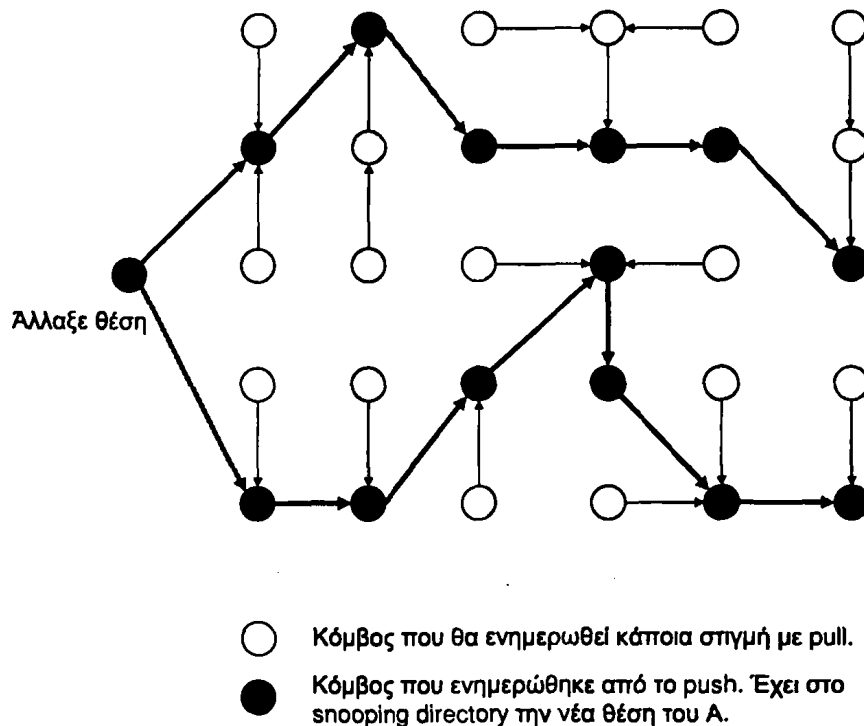 Άλλαξε θέση
Κόμβος που θα ενημερωθεί κάποια στιγμή με pull.
Κόμβος που ενημερώθηκε από το push. Έχει στο
snooping directory την νέα θέση του Α.